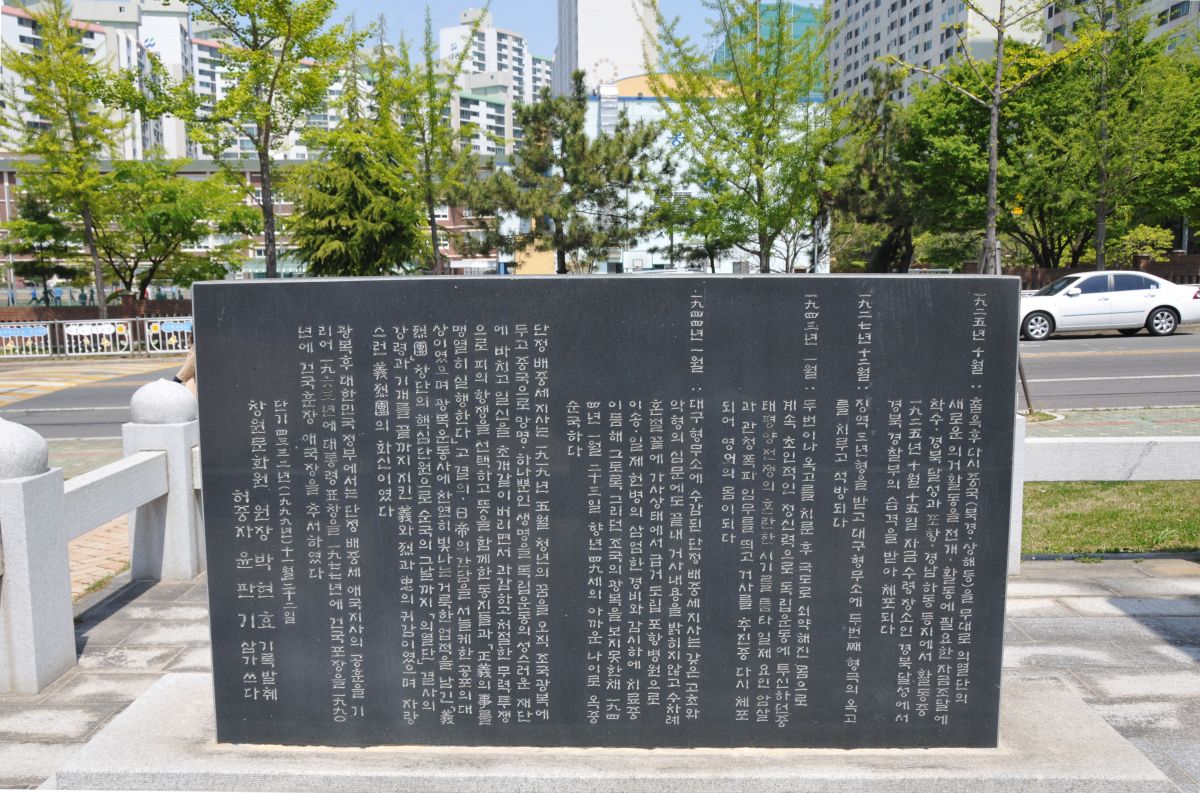 一九二五년 十월 : 출옥후 다시 중국(북경·상해등)을 무대로 의열단의
새로운 의거활동을 전개 활동에 필요한 자금조달에
착수 경북 달성과 포항 경남 하동 등지에서 활동중
一九二五년 十월 十五일 자금 수령 장소인 경북 달성에서
경북 경찰부의 습격을 받아 체포되다
一九二七년 十二월 : 징역 三년형을 받고 대구형무소에 두번째 형극의 옥고
를 치루고 석방되다
一九四三년 一월 : 두번이나 옥고를 치룬 후 극도로 쇠약해진 몸으로
계속 초인적인 정신력으로 독립운동에 투신하던중
태평양전쟁의 혼란한 시기를 틈타 일제 요인 암살
과 관청폭파 임무를 띄고 거사를 추진중 다시 체포
되어 영어의 몸이 되다
一九四四년 一월 : 대구 형무소에 수감된 단정 배중세 지사는 갖은 고초와
악형의 심문에도 끝내 거사내용을 밝히지 않고 수차례
혼절끝에 가사상태에서 급거 도립 포항병원으로
이송 일제 헌병의 삼엄한 경비와 감시하에 치료중
이틀해 그토록 그리던 조국의 광복을 보지 못한채 一九四
四년 一월 二十三일 향년 四九세의 아까운 나이로 옥중
순국하다
단정 배중세 지사는 一九一九년 五월 청년의 꿈을 오직 조국광복에
두고 중국으로 망명 하나뿐인 생명을 독립운동의 성스러운 재단
에 바치고 일신을 초개같이 버리면서 과감하고 처절한 무력투쟁
으로 피의 항쟁을 선택하고 뜻을 함께한 동지들과 正義의 事를
맹열히 실행한다고 결의, 日帝의 간담을 서늘케한 공포의 대
상이였으며 광복운동사에 찬연히 빛나는 거룩한 업적을 남긴 義
烈團 창단의 핵심단원으로 순국의 그날까지 의열단 결사의
강령과 기개를 끝까지 지킨 義와 烈과 忠의 귀감이였으며 자랑
스런 義烈團의 화신이였다
광복후 대한민국 정부에서는 단정 배중세 애국지사의 공훈을 기
리어 一九六三년에 대통령표창을 一九七七년에 건국포장을 一九九〇
년에 건국훈장 애국장을 추서하였다
단기 四三三二년(一九九九년) 十一월 二十二일
창원문화원 원장 박현효 기록발췌
허중자 윤판기 삼가쓰다